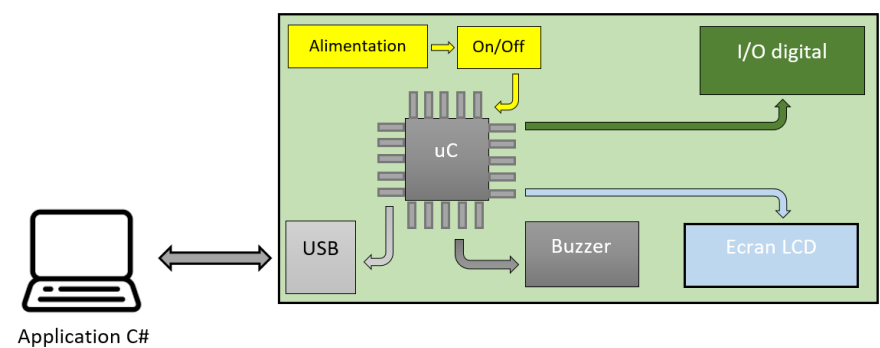 Alimentation
On/Off
I/O digital
uC
USB
Buzzer
Ecran LCD
Application C#